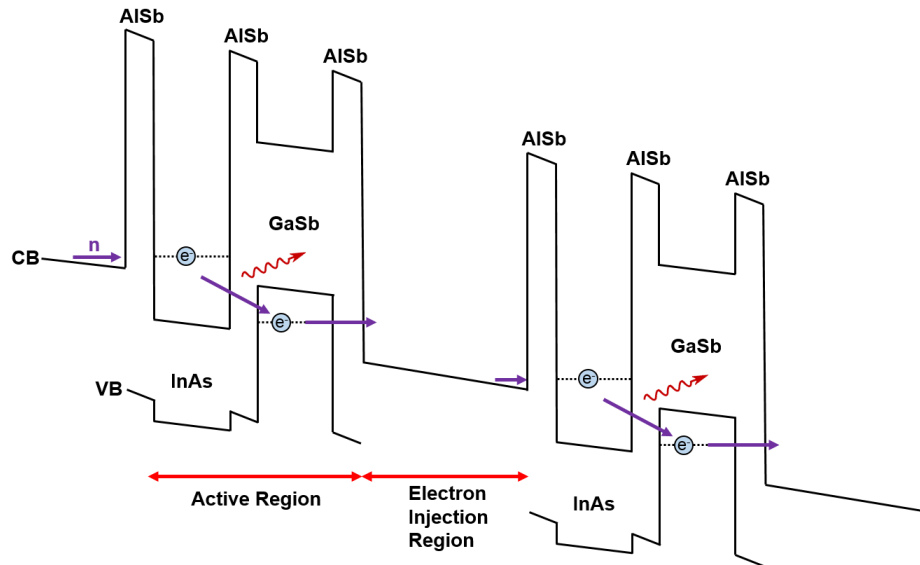 AlSb
AlSb
AlSb
GaSb
n
CB
e-
e-
InAs
VB
Active Region
Electron
Injection
Region
AlSb
AlSb
AlSb
GaSb
e-
e-
InAs